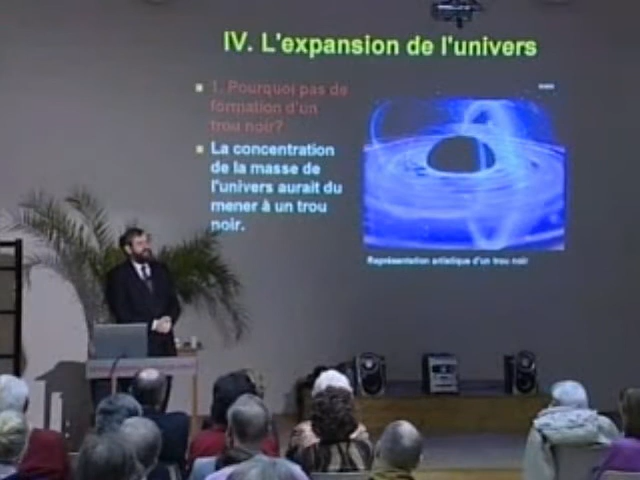 IV. L'expansion de l'univers
1. Pourquoi pas de
formation d'un
trou noir?
La concentration
de la masse de
l'univers aurait du
mener à un trou
noir.
Représentation artistique d'un trou noir